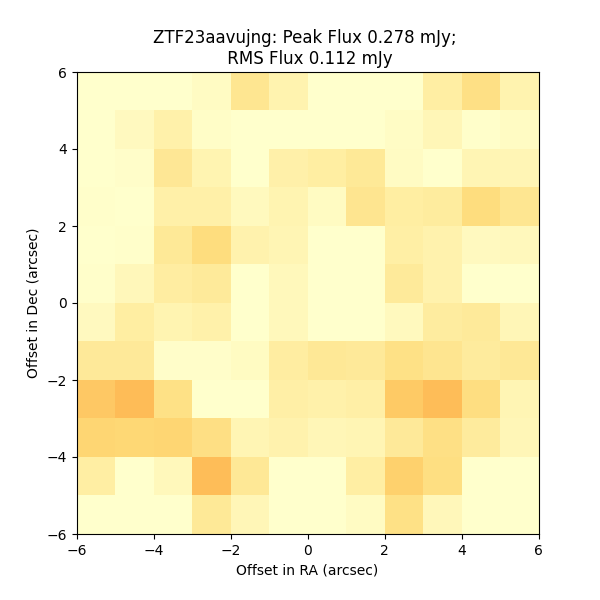 ZTF23aavujng: Peak Flux 0.278 mJy;
RMS Flux 0.112 mJy
6
4
2
0
−2
−4
−6
Offset in Dec (arcsec)
−6 −4 −2 0 2 4 6
Offset in RA (arcsec)